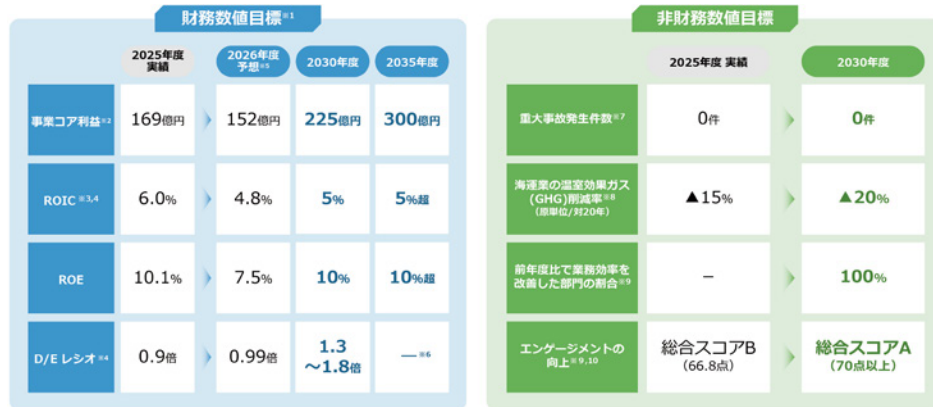 財務数値目標※1
2025年度
実績
2026年度
予想※5
2030年度
2035年度
事業コア利益※2
169億円
152億円
225億円
300億円
ROIC ※3,4
6.0%
4.8%
5%
5%超
ROE
10.1%
7.5%
10%
10%超
D/E レシオ※4
0.9倍
0.99倍
1.3
～1.8倍
―※6
非財務数値目標
2025年度 実績
2030年度
重大事故発生件数※7
0件
0件
海運業の温室効果ガス
(GHG)削減率※8
(原単位/対20年)
▲15%
▲20%
前年度比で業務効率を
改善した部門の割合※9
－
100%
エンゲージメントの
向上※9,10
総合スコアB
(66.8点)
総合スコアA
(70点以上)